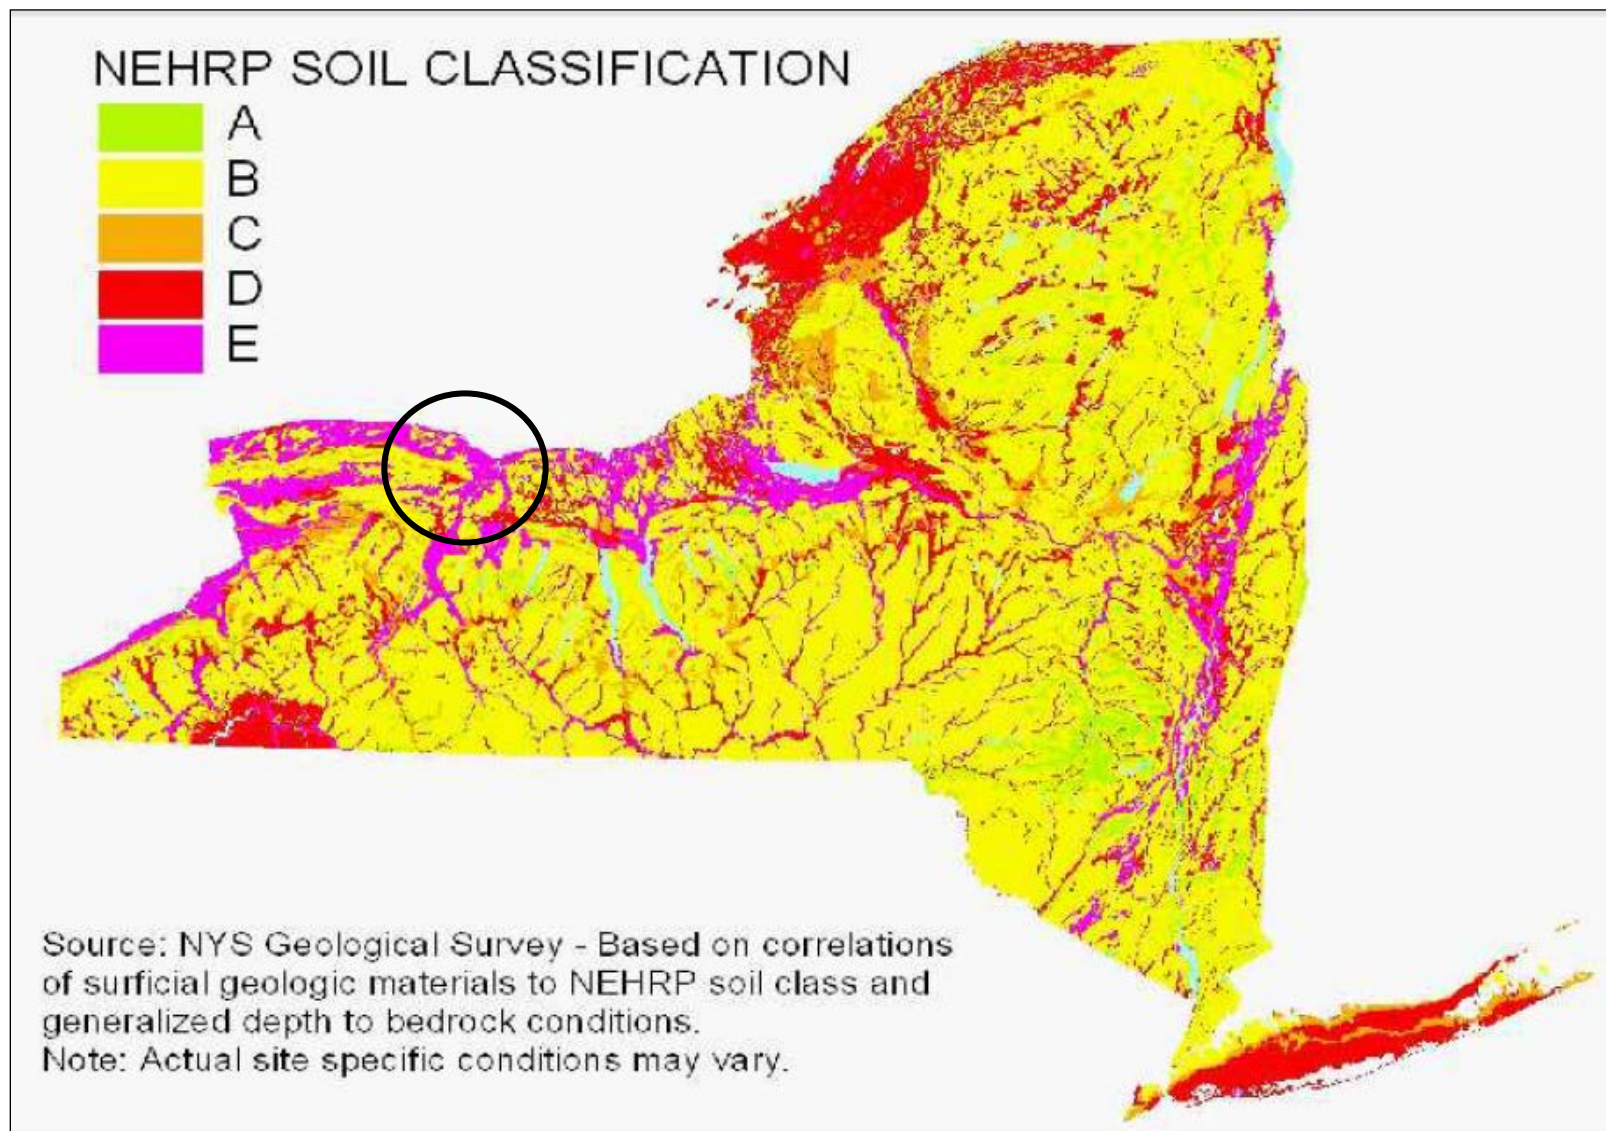 NEHRP SOIL CLASSIFICATION
A
B
C
D
E
Source: NYS Geological Survey - Based on correlations
of surficial geologic materials to NEHRP soil class and
generalized depth to bedrock conditions.
Note: Actual site specific conditions may vary.